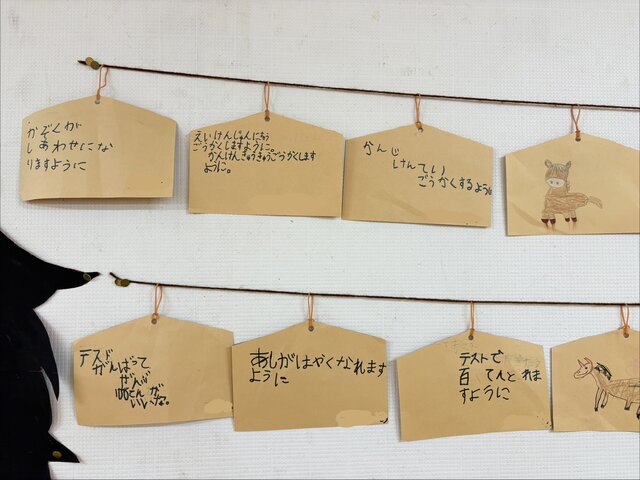 かぞくが
しあわせにな
りますように
えいけんじゅんにきゅう
ごうかくしますように。
かんけんきゅうきゅうごうかくします
ように。
かんじ
けんてい
ごうかくするように
テスト
がんばって
ぜんぶ
100てんが
いいな。
あしがはやくなれます
ように
テストで
百てんとれま
すように